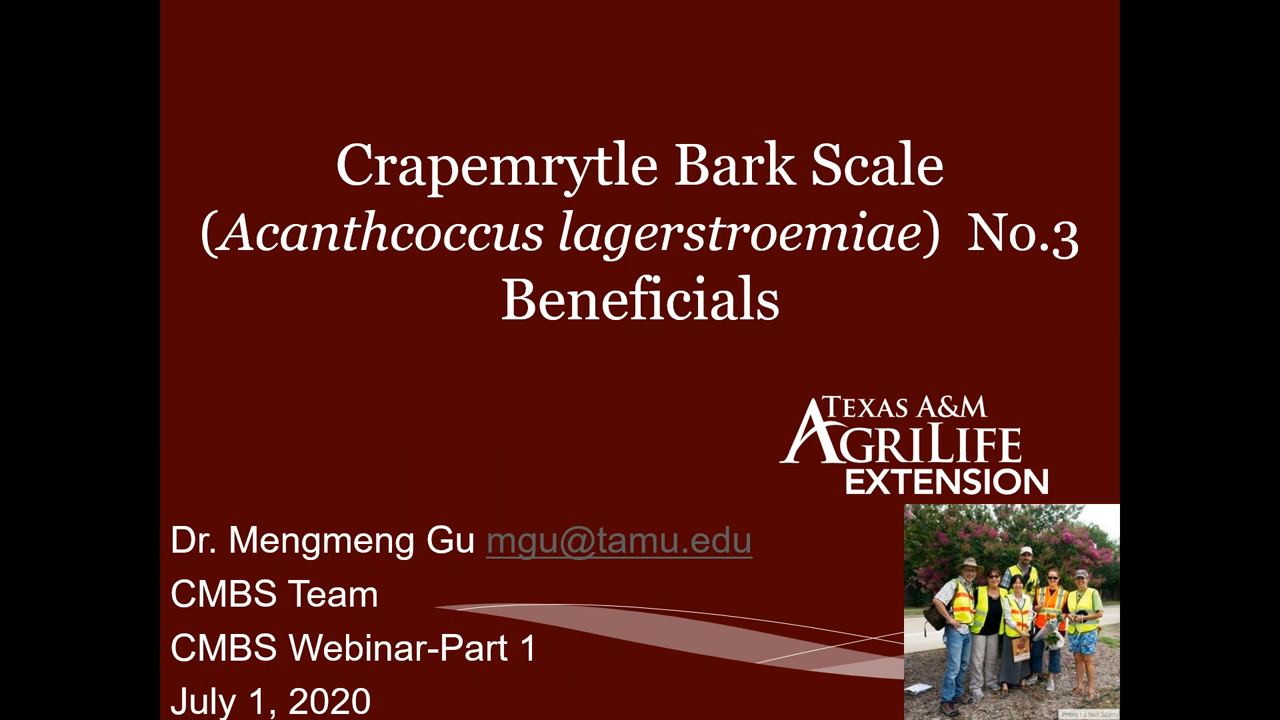 Crapemrytle Bark Scale
(Acanthcoccus lagerstroemiae) No.3
Beneficials
TEXAS A&M
AGRILIFE
EXTENSION
Dr. Mengmeng Gu mgu@tamu.edu
CMBS Team
CMBS Webinar-Part 1
July 1, 2020